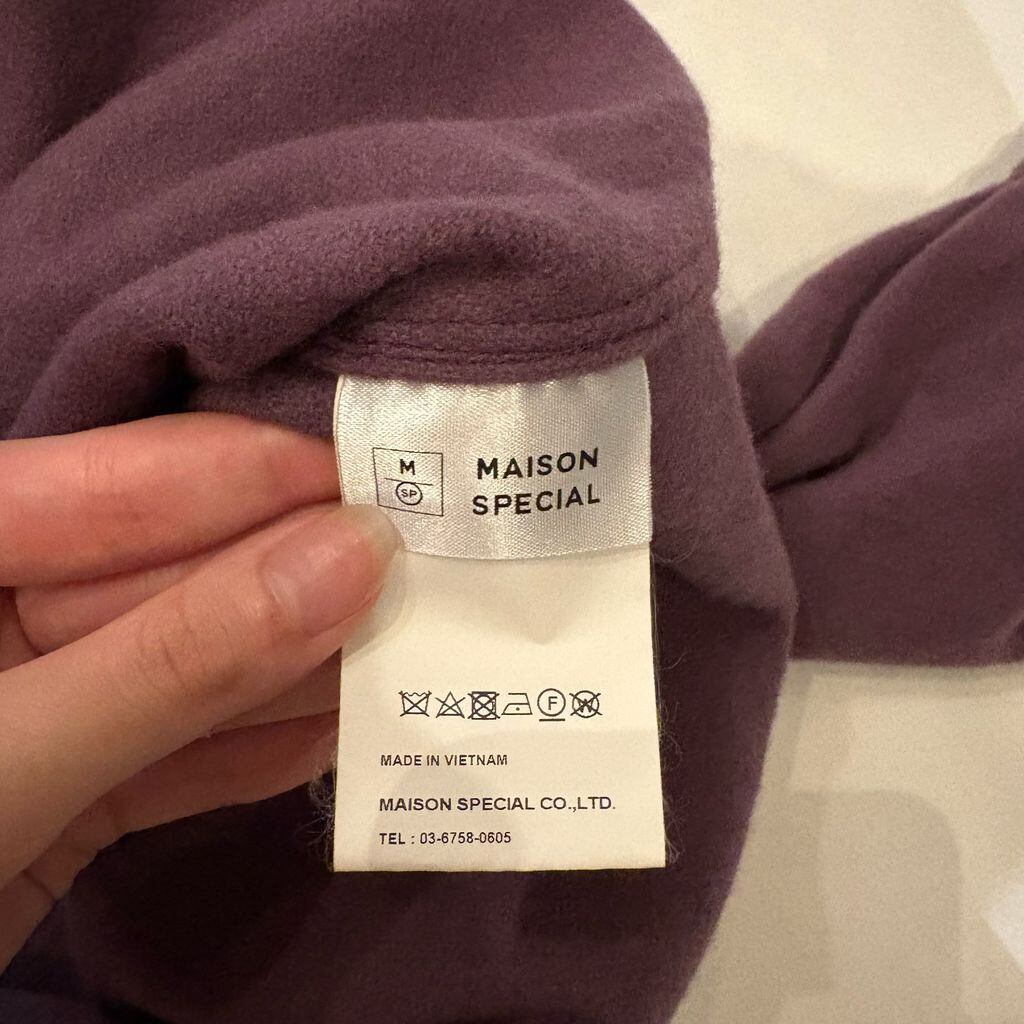 M
SP
MAISON
SPECIAL
F
W
MADE IN VIETNAM
MAISON SPECIAL CO.,LTD.
TEL : 03-6758-0605